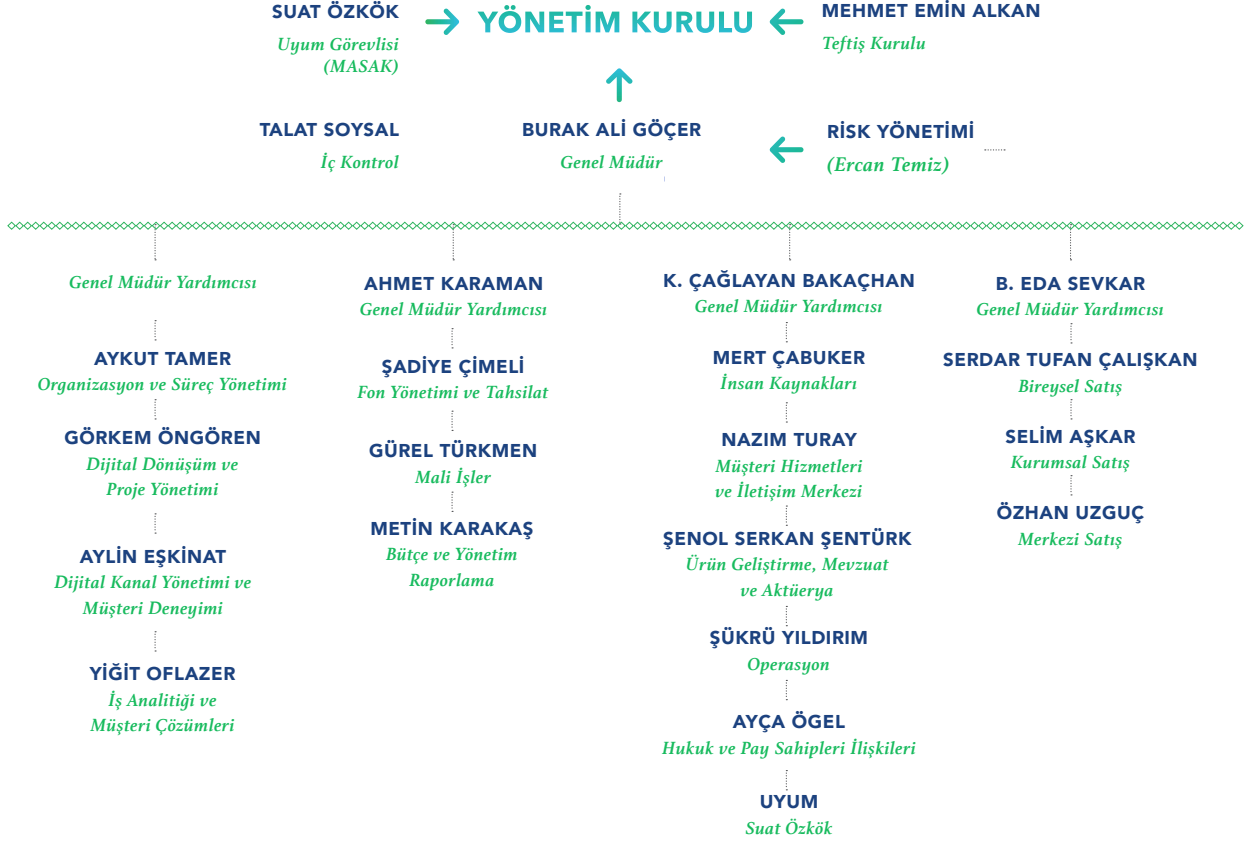 SUAT ÖZKÖK
Uyum Görevlisi
(MASAK)
YÖNETİM KURULU
MEHMET EMIN ALKAN
Teftiş Kurulu
TALAT SOYSAL
İç Kontrol
BURAK ALİ GÖÇER
Genel Müdür
RİSK YÖNETİMİ
(Ercan Temiz)
Genel Müdür Yardımcısı
AYKUT TAMER
Organizasyon ve Süreç Yönetimi
GÖRKEM ÖNGÖREN
Dijital Dönüşüm ve
Proje Yönetimi
AYLİN EŞKİNAT
Dijital Kanal Yönetimi ve
Müşteri Deneyimi
YİĞİT OFLAZER
İş Analitiği ve
Müşteri Çözümleri
AHMET KARAMAN
Genel Müdür Yardımcısı
ŞADİYE ÇİMELİ
Fon Yönetimi ve Tahsilat
GÜREL TÜRKMEN
Mali İşler
METİN KARAKAŞ
Bütçe ve Yönetim
Raporlama
K. ÇAĞLAYAN BAKAÇHAN
Genel Müdür Yardımcısı
MERT ÇABUKER
İnsan Kaynakları
NAZIM TURAY
Müşteri Hizmetleri
ve İletişim Merkezi
ŞENOL SERKAN ŞENTÜRK
Ürün Geliştirme, Mevzuat
ve Aktüerya
ŞÜKRÜ YILDIRIM
Operasyon
AYÇA ÖGEL
Hukuk ve Pay Sahipleri İlişkileri
UYUM
Suat Özkök
B. EDA SEVKAR
Genel Müdür Yardımcısı
SERDAR TUFAN ÇALIŞKAN
Bireysel Satış
SELİM AŞKAR
Kurumsal Satış
ÖZHAN UZGUÇ
Merkezi Satış